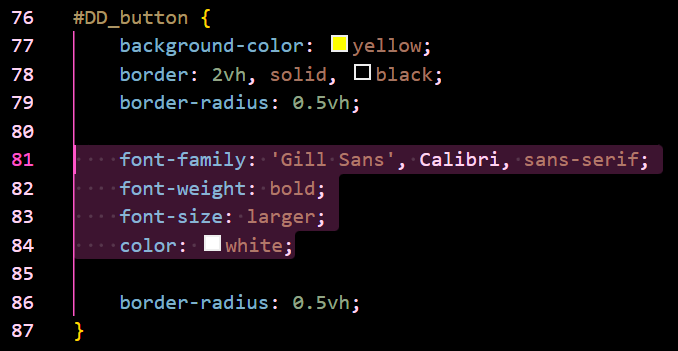 76 #DD_button {
77 background-color: yellow;
78 border: 2vh, solid, black;
79 border-radius: 0.5vh;
80
81 font-family: 'Gill Sans', Calibri, sans-serif;
82 font-weight: bold;
83 font-size: larger;
84 color: white;
85
86 border-radius: 0.5vh;
87 }